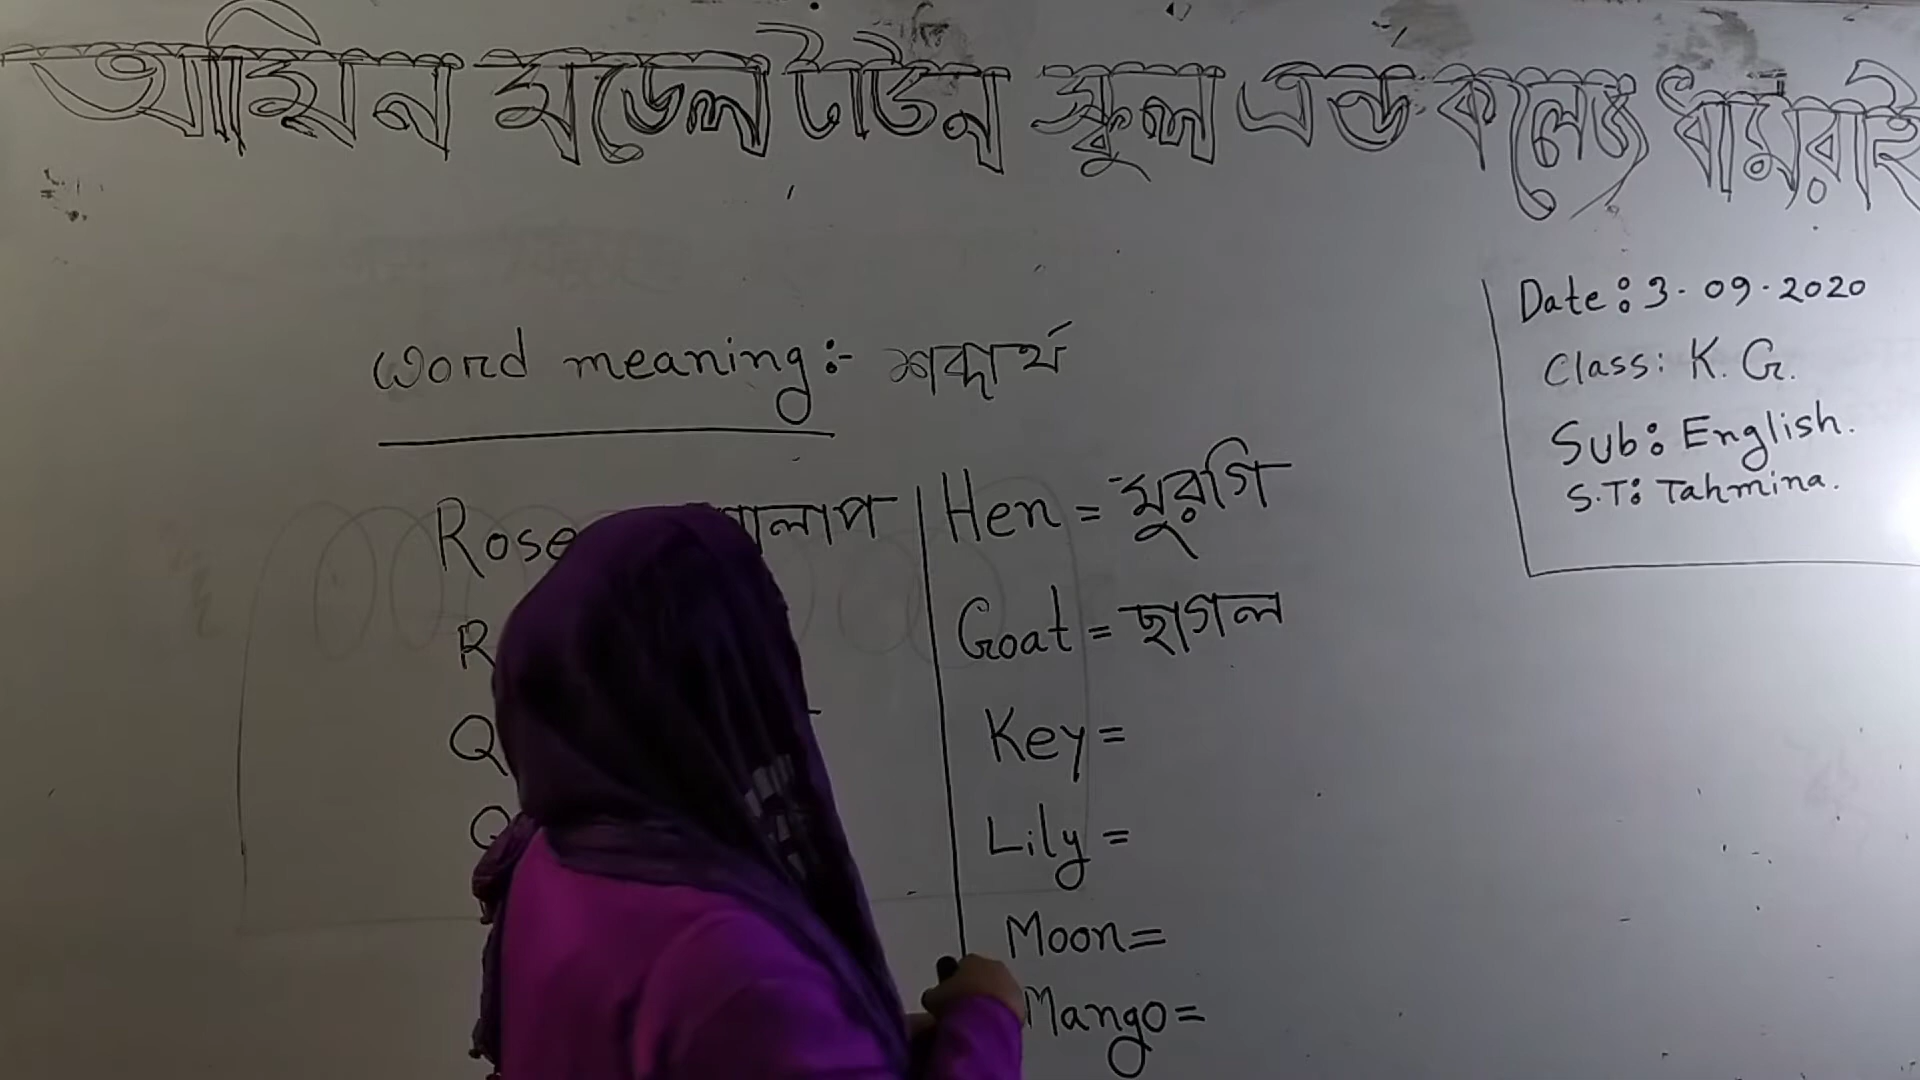 আমিন মডেল টাউন স্কুল এন্ড কলেজ ধামরাই
Date: 3-09-2020
Class: K.G.
Sub: English.
S.T: Tahmina.
Word meaning:- শব্দার্থ
Rose
R
Q
Q
Hen = মুরগি
Goat = ছাগল
Key =
Lily =
Moon =
Mango =